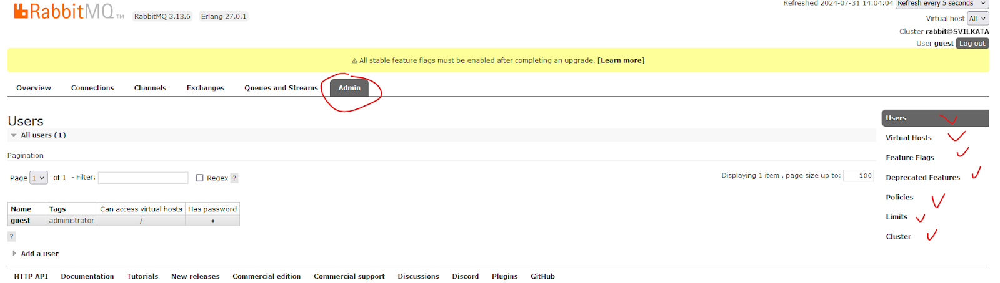 RabbitMQ TM RabbitMQ 3.13.6 Erlang 27.0.1
Refreshed 2024-07-31 14:04:04 Refresh every 5 seconds
Virtual host All
Cluster rabbit@SVILKATA
User guest Log out
⚠ All stable feature flags must be enabled after completing an upgrade. [Learn more]
Overview Connections Channels Exchanges Queues and Streams Admin
Users
All users (1)
Pagination
Page 1 of 1 - Filter: Regex ?
Displaying 1 item , page size up to: 100
Name Tags Can access virtual hosts Has password
guest administrator / •
?
Add a user
Users
Virtual Hosts
Feature Flags
Deprecated Features
Policies
Limits
Cluster
HTTP API Documentation Tutorials New releases Commercial edition Commercial support Discussions Discord Plugins GitHub